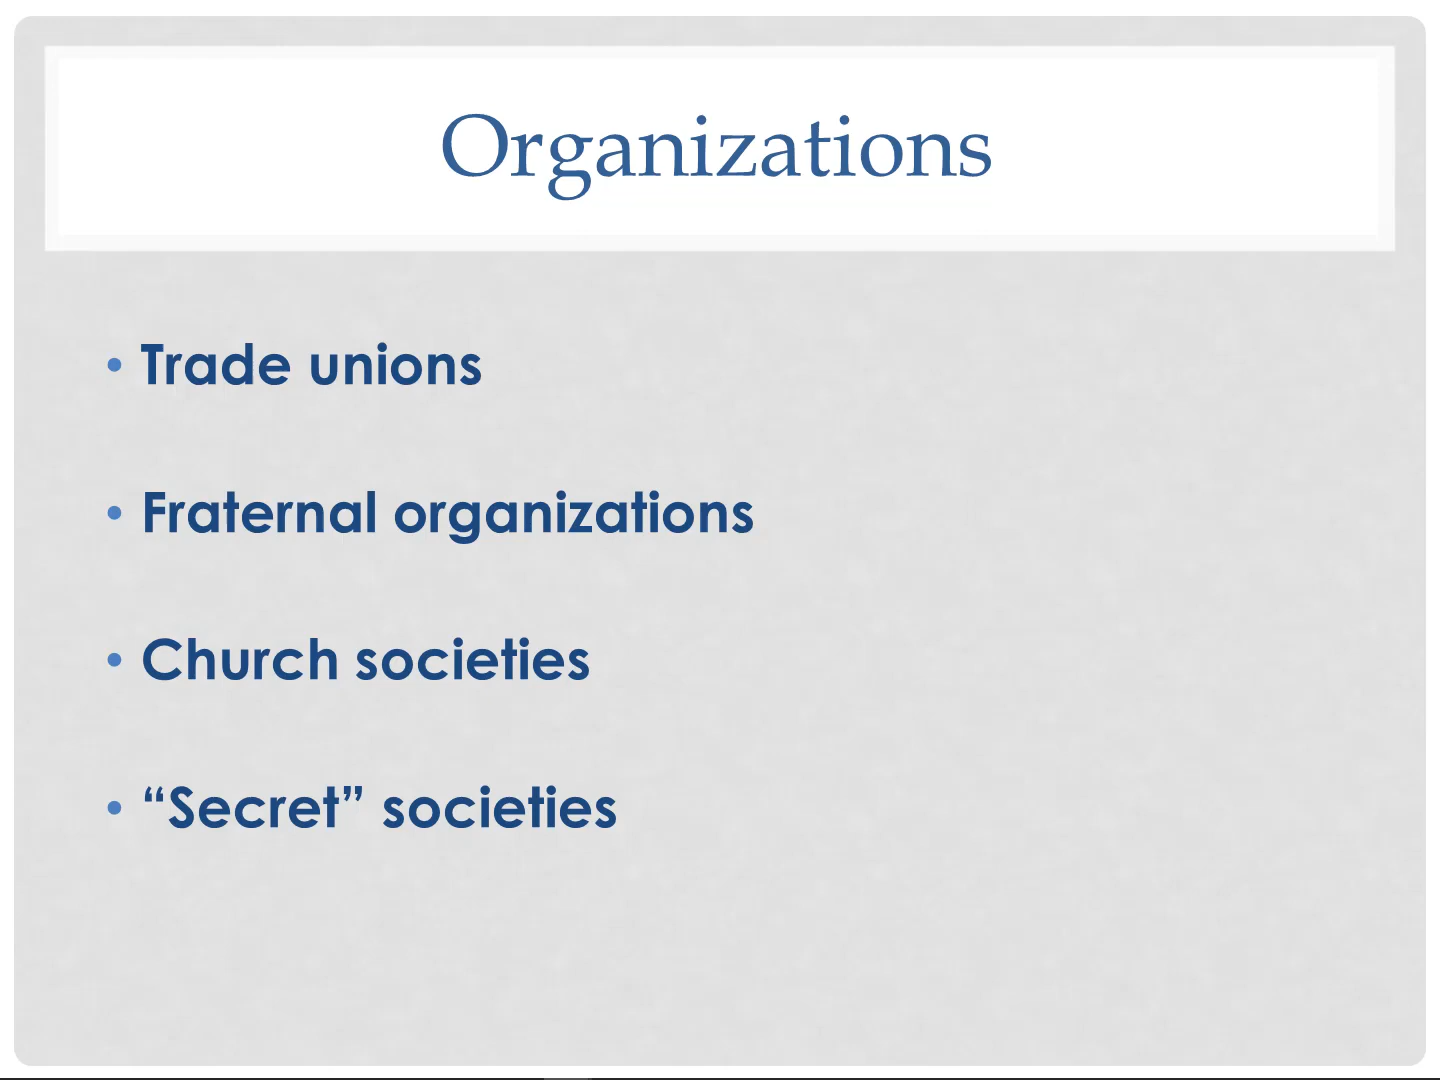 Organizations
• Trade unions
• Fraternal organizations
• Church societies
• “Secret” societies